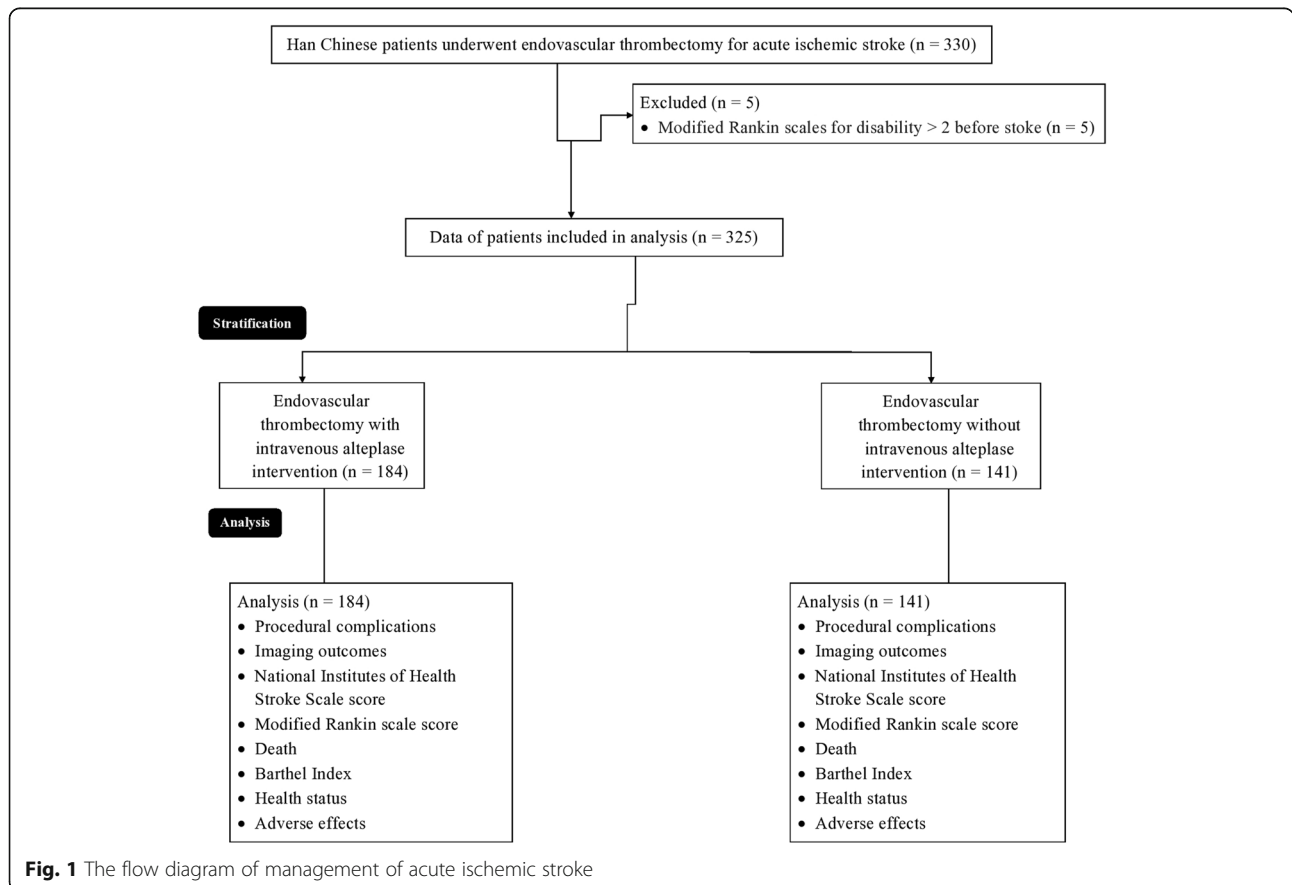 Han Chinese patients underwent endovascular thrombectomy for acute ischemic stroke (n = 330)
Excluded (n = 5)
• Modified Rankin scales for disability > 2 before stoke (n = 5)
Data of patients included in analysis (n = 325)
Stratification
Endovascular
thrombectomy with
intravenous alteplase
intervention (n = 184)
Endovascular
thrombectomy without
intravenous alteplase
intervention (n = 141)
Analysis
Analysis (n = 184)
• Procedural complications
• Imaging outcomes
• National Institutes of Health
Stroke Scale score
• Modified Rankin scale score
• Death
• Barthel Index
• Health status
• Adverse effects
Analysis (n = 141)
• Procedural complications
• Imaging outcomes
• National Institutes of Health
Stroke Scale score
• Modified Rankin scale score
• Death
• Barthel Index
• Health status
• Adverse effects
Fig. 1 The flow diagram of management of acute ischemic stroke